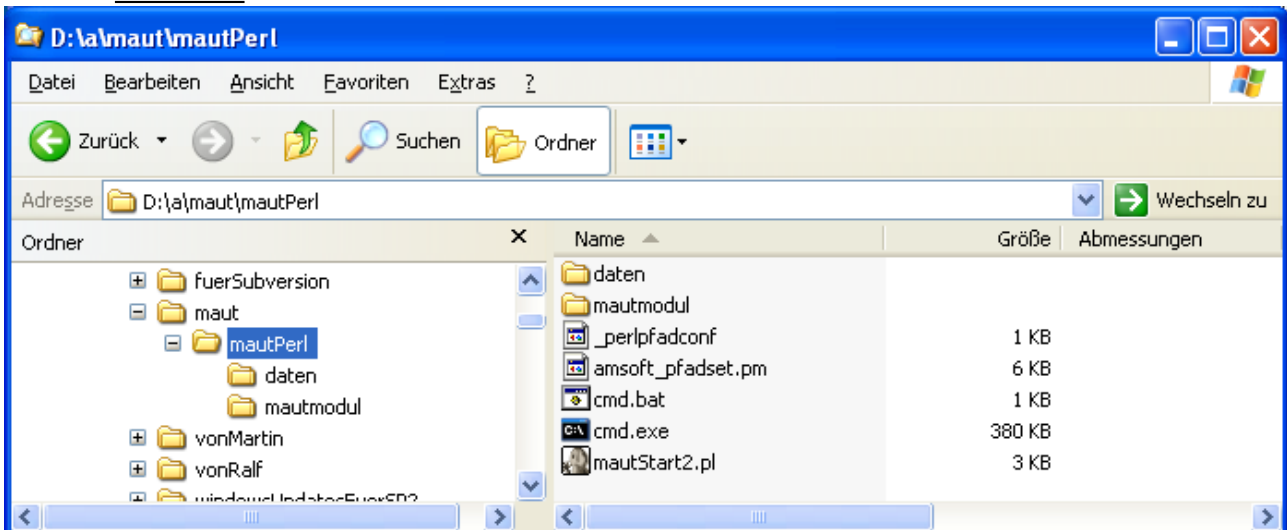 D:\a\maut\mautPerl
Datei Bearbeiten Ansicht Favoriten Extras ?
Zurück Suchen Ordner
Adresse D:\a\maut\mautPerl Wechseln zu
Ordner Name Größe Abmessungen
fuerSubversion
maut
mautPerl
daten
mautmodul
vonMartin
vonRalf
daten
mautmodul
_perlpfadconf 1 KB
amsoft_pfadset.pm 6 KB
cmd.bat 1 KB
cmd.exe 380 KB
mautStart2.pl 3 KB